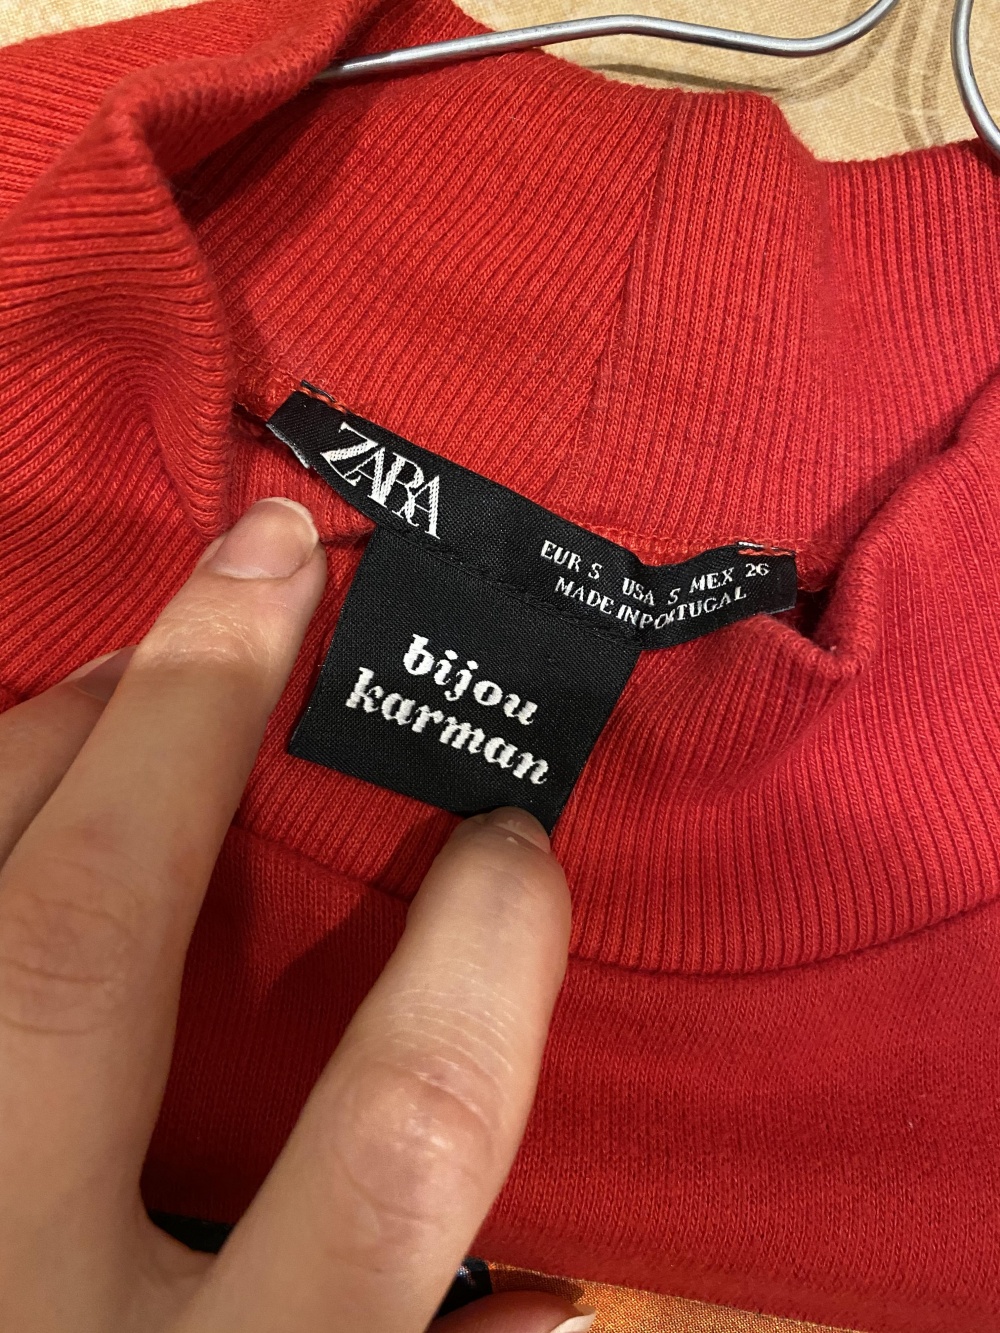 ZARA
EUR S USA S MEX 26
MADE IN PORTUGAL
bijou
karman